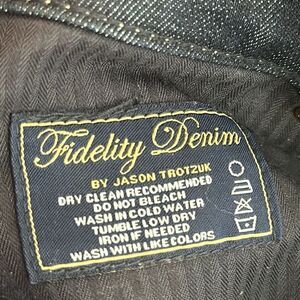 Fidelity Denim
BY JASON TROTZUK
DRY CLEAN RECOMMENDED
DO NOT BLEACH
WASH IN COLD WATER
TUMBLE LOW DRY
IRON IF NEEDED
WASH WITH LIKE COLORS